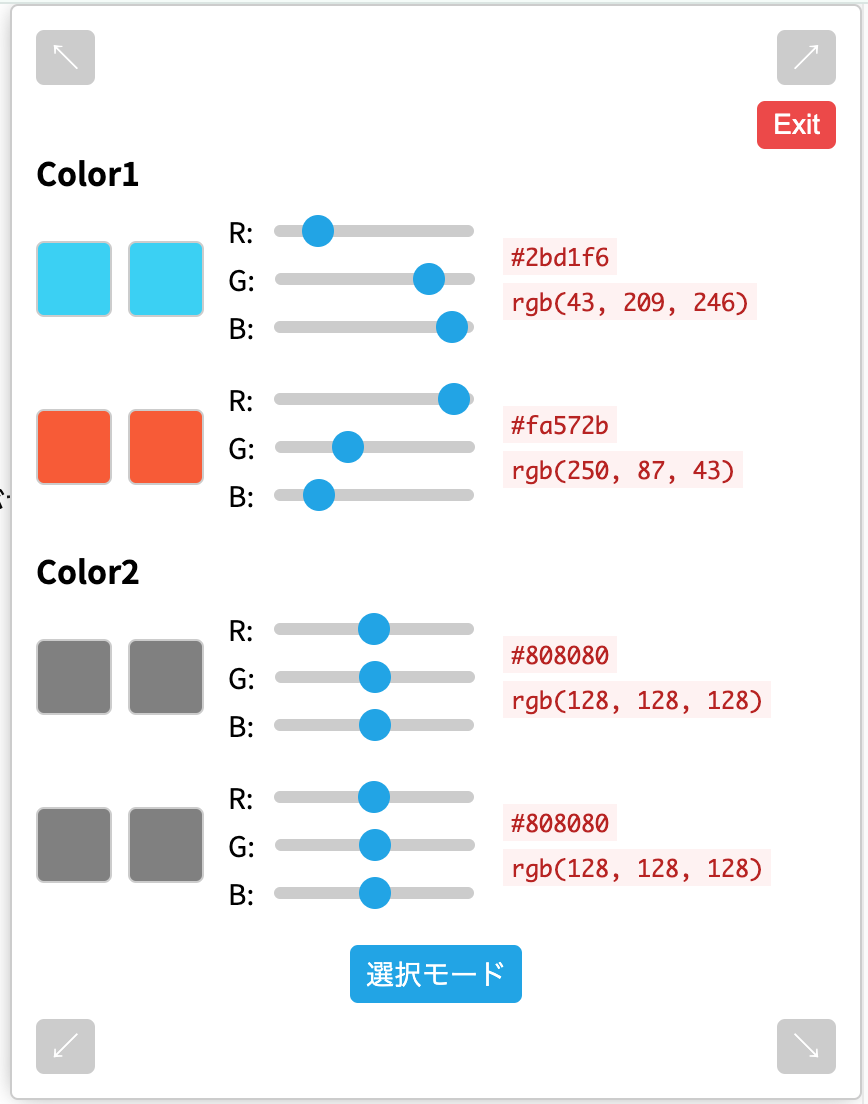 Exit
Color1
R:
G:
B:
#2bd1f6
rgb(43, 209, 246)
R:
G:
B:
#fa572b
rgb(250, 87, 43)
Color2
R:
G:
B:
#808080
rgb(128, 128, 128)
R:
G:
B:
#808080
rgb(128, 128, 128)
選択モード